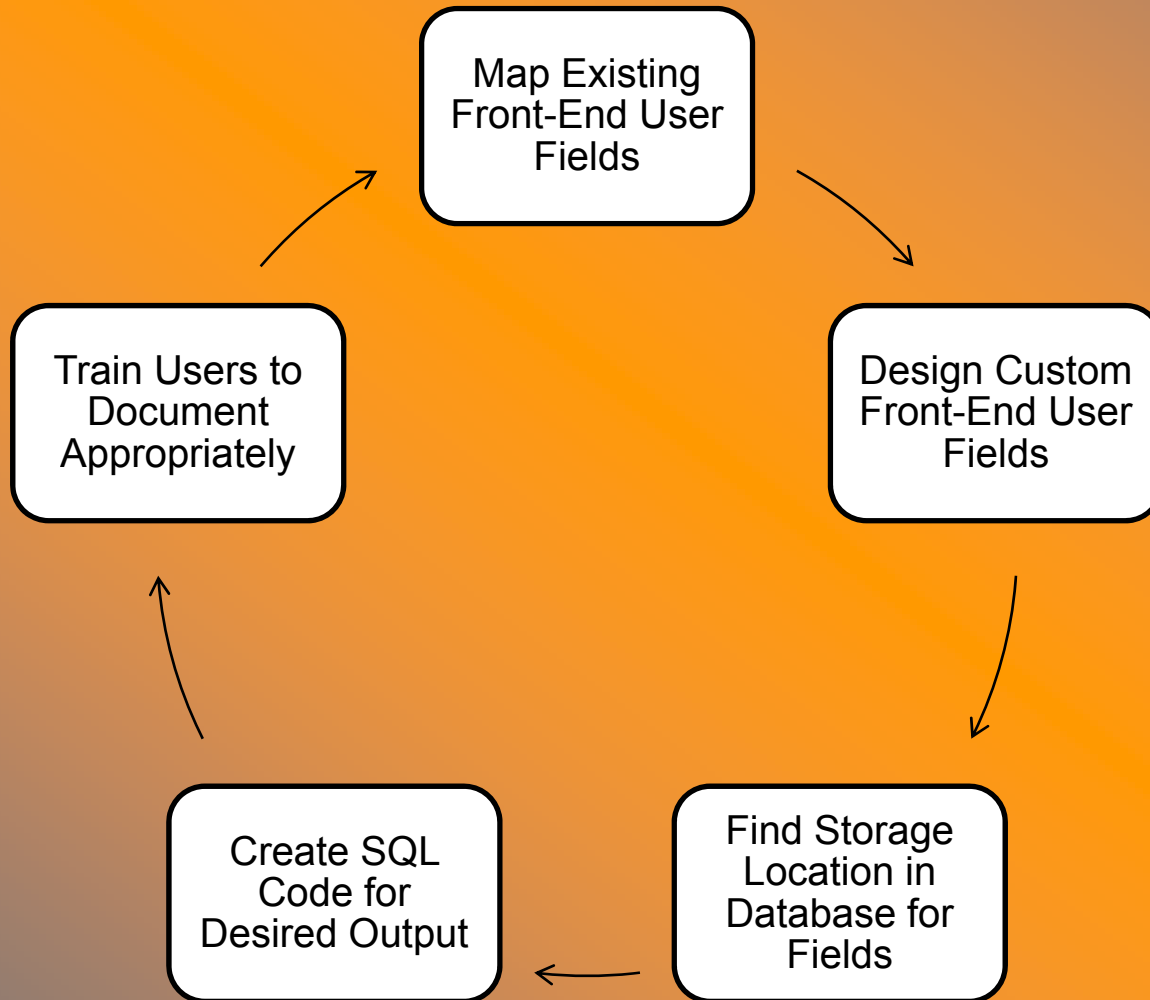 Map Existing
Front-End User
Fields
Design Custom
Front-End User
Fields
Find Storage
Location in
Database for
Fields
Create SQL
Code for
Desired Output
Train Users to
Document
Appropriately